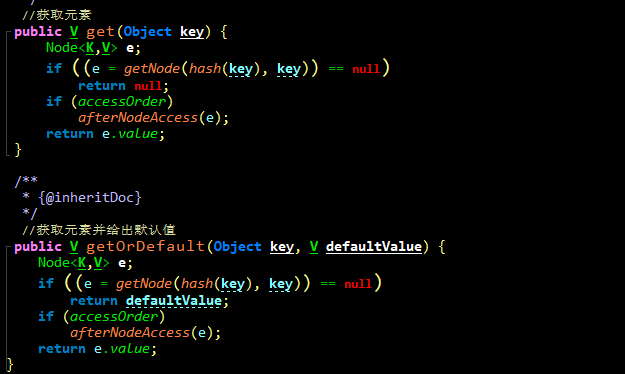 */
//获取元素
public V get(Object key) {
Node<K,V> e;
if ((e = getNode(hash(key), key)) == null)
return null;
if (accessOrder)
afterNodeAccess(e);
return e.value;
}
/**
* {@inheritDoc}
*/
//获取元素并给出默认值
public V getOrDefault(Object key, V defaultValue) {
Node<K,V> e;
if ((e = getNode(hash(key), key)) == null)
return defaultValue;
if (accessOrder)
afterNodeAccess(e);
return e.value;
}